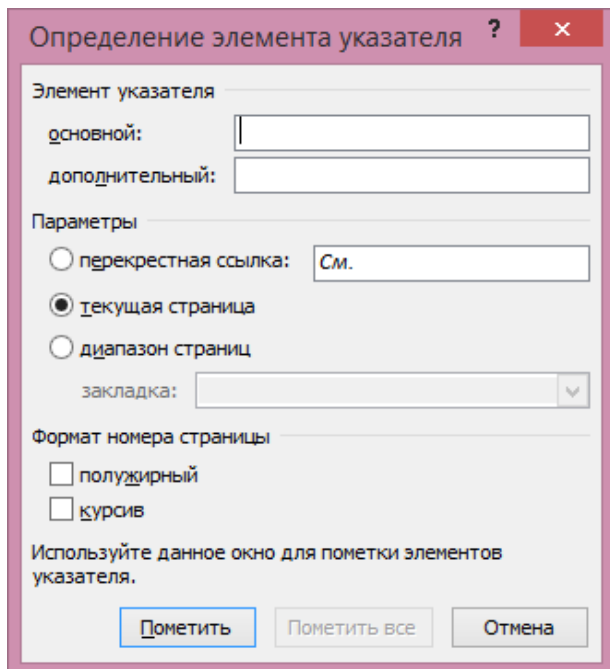 Определение элемента указателя ? ×
Элемент указателя
основной:
дополнительный:
Параметры
перекрестная ссылка: См.
текущая страница
диапазон страниц
закладка:
Формат номера страницы
полужирный
курсив
Используйте данное окно для пометки элементов
указателя.
Пометить Пометить все Отмена